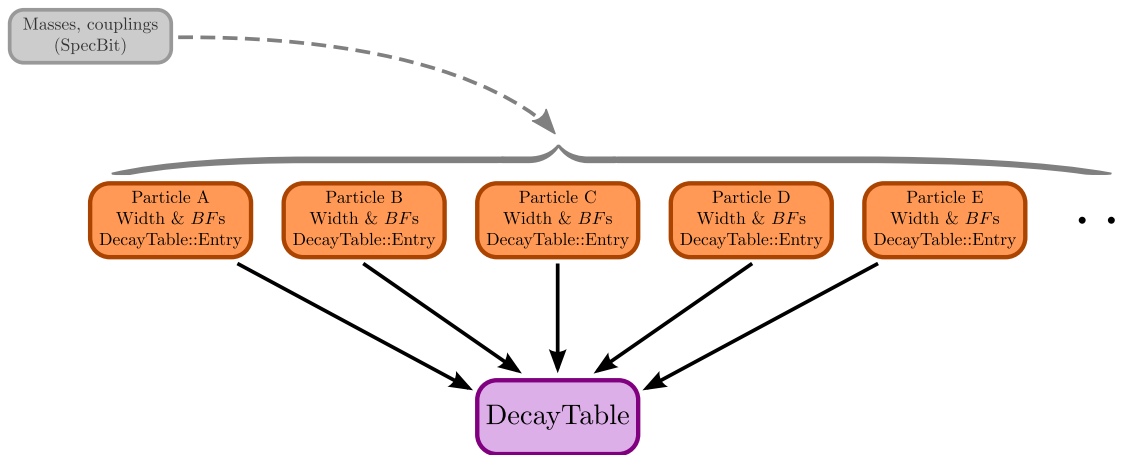 Masses, couplings
(SpecBit)
Particle A
Width & BFs
DecayTable::Entry
Particle B
Width & BFs
DecayTable::Entry
Particle C
Width & BFs
DecayTable::Entry
Particle D
Width & BFs
DecayTable::Entry
Particle E
Width & BFs
DecayTable::Entry
. .
DecayTable